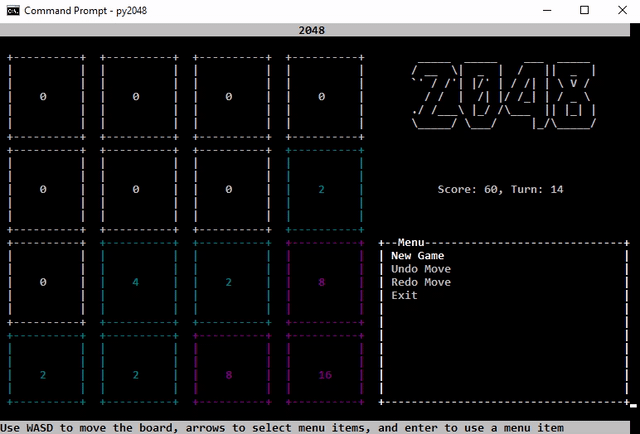 Command Prompt - py2048
2048
0 0 0 0
2048
0 0 0 2
Score: 60, Turn: 14
Menu
0 4 2 8
New Game
Undo Move
Redo Move
Exit
2 2 8 16
Use WASD to move the board, arrows to select menu items, and enter to use a menu item